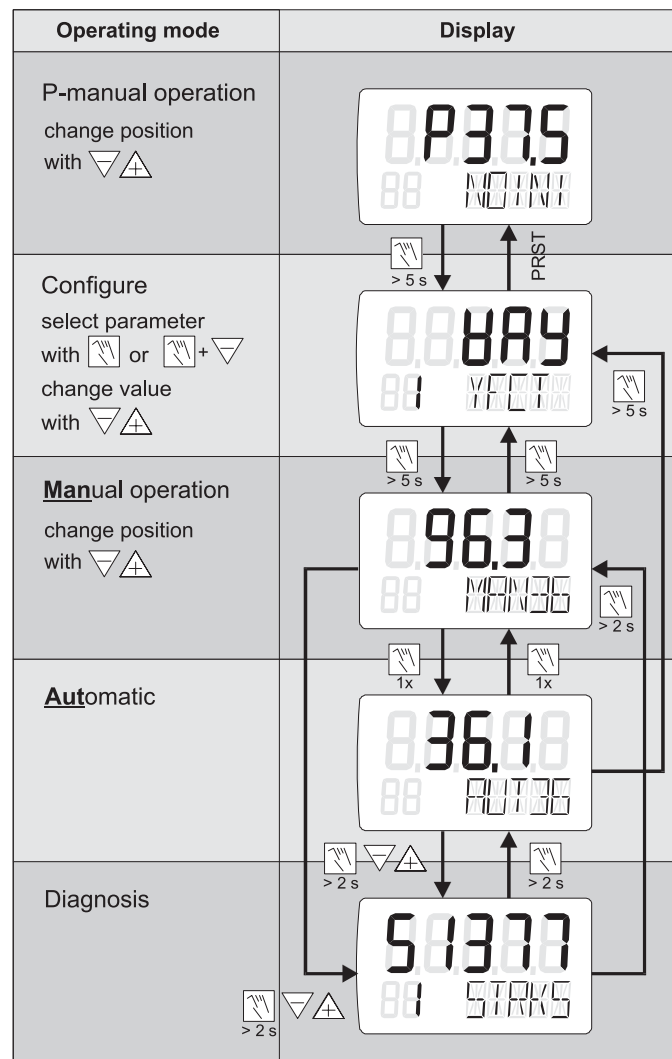 Operating mode Display
P-manual operation
change position
with
P37.5
NOINI
> 5 s
PRST
Configure
select parameter
with or +
change value
with
WAY
1 YFCT
> 5 s
> 5 s
> 5 s
Manual operation
change position
with
96.3
MAN36
> 2 s
1x
1x
Automatic
36.1
AUT36
> 2 s
> 2 s
Diagnosis
51377
1 STRKS
> 2 s